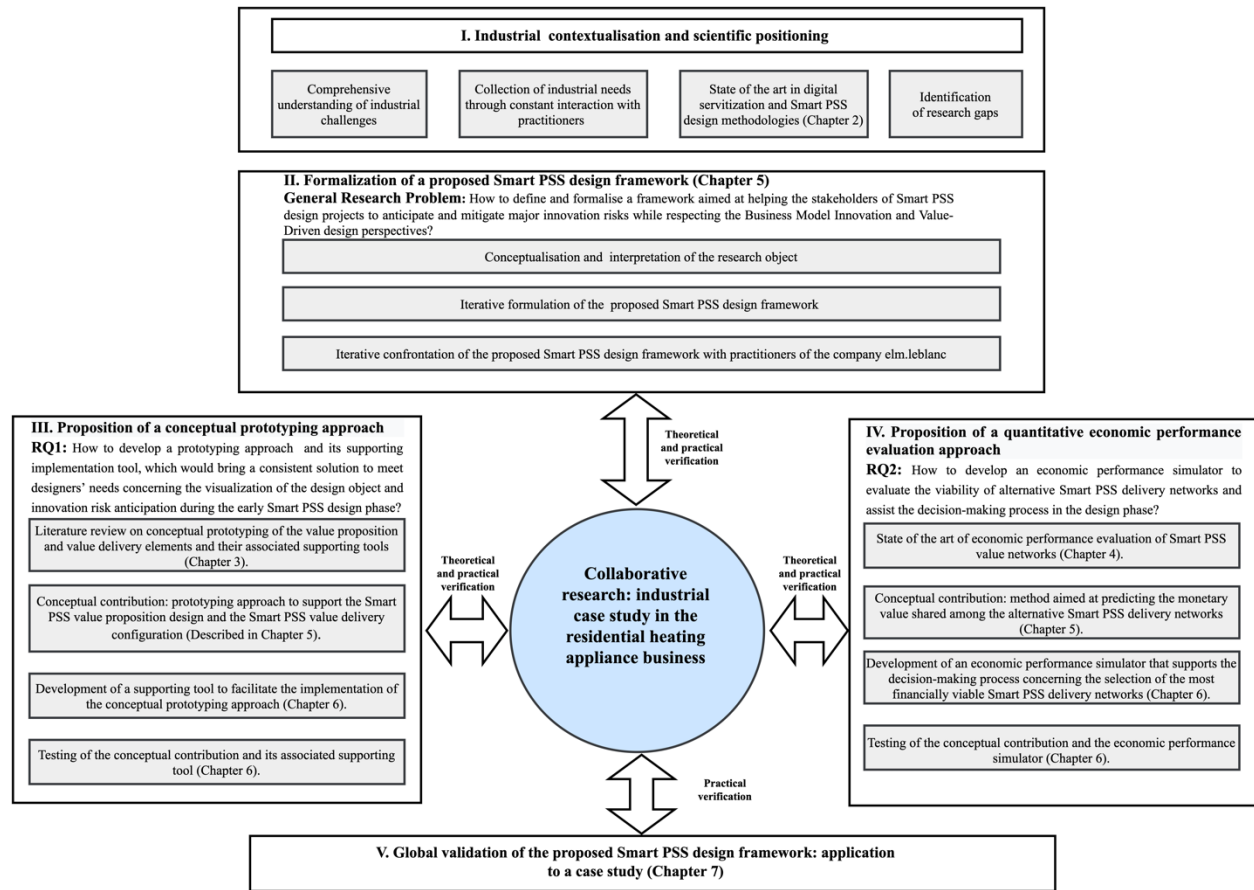 I. Industrial contextualisation and scientific positioning
Comprehensive
understanding of industrial
challenges
Collection of industrial needs
through constant interaction with
practitioners
State of the art in digital
servitization and Smart PSS
design methodologies (Chapter 2)
Identification
of research gaps
II. Formalization of a proposed Smart PSS design framework (Chapter 5)
General Research Problem: How to define and formalise a framework aimed at helping the stakeholders of Smart PSS
design projects to anticipate and mitigate major innovation risks while respecting the Business Model Innovation and Value-
Driven design perspectives?
Conceptualisation and interpretation of the research object
Iterative formulation of the proposed Smart PSS design framework
Iterative confrontation of the proposed Smart PSS design framework with practitioners of the company elm.leblanc
Theoretical
and practical
verification
III. Proposition of a conceptual prototyping approach
RQ1: How to develop a prototyping approach and its supporting
implementation tool, which would bring a consistent solution to meet
designers' needs concerning the visualization of the design object and
innovation risk anticipation during the early Smart PSS design phase?
Literature review on conceptual prototyping of the value proposition
and value delivery elements and their associated supporting tools
(Chapter 3).
Conceptual contribution: prototyping approach to support the Smart
PSS value proposition design and the Smart PSS value delivery
configuration (Described in Chapter 5).
Development of a supporting tool to facilitate the implementation of
the conceptual prototyping approach (Chapter 6).
Testing of the conceptual contribution and its associated supporting
tool (Chapter 6).
Theoretical
and practical
verification
Collaborative
research: industrial
case study in the
residential heating
appliance business
Theoretical
and practical
verification
IV. Proposition of a quantitative economic performance
evaluation approach
RQ2: How to develop an economic performance simulator to
evaluate the viability of alternative Smart PSS delivery networks and
assist the decision-making process in the design phase?
State of the art of economic performance evaluation of Smart PSS
value networks (Chapter 4).
Conceptual contribution: method aimed at predicting the monetary
value shared among the alternative Smart PSS delivery networks
(Chapter 5).
Development of an economic performance simulator that supports the
decision-making process concerning the selection of the most
financially viable Smart PSS delivery networks (Chapter 6).
Testing of the conceptual contribution and the economic performance
simulator (Chapter 6).
Practical
verification
V. Global validation of the proposed Smart PSS design framework: application
to a case study (Chapter 7)